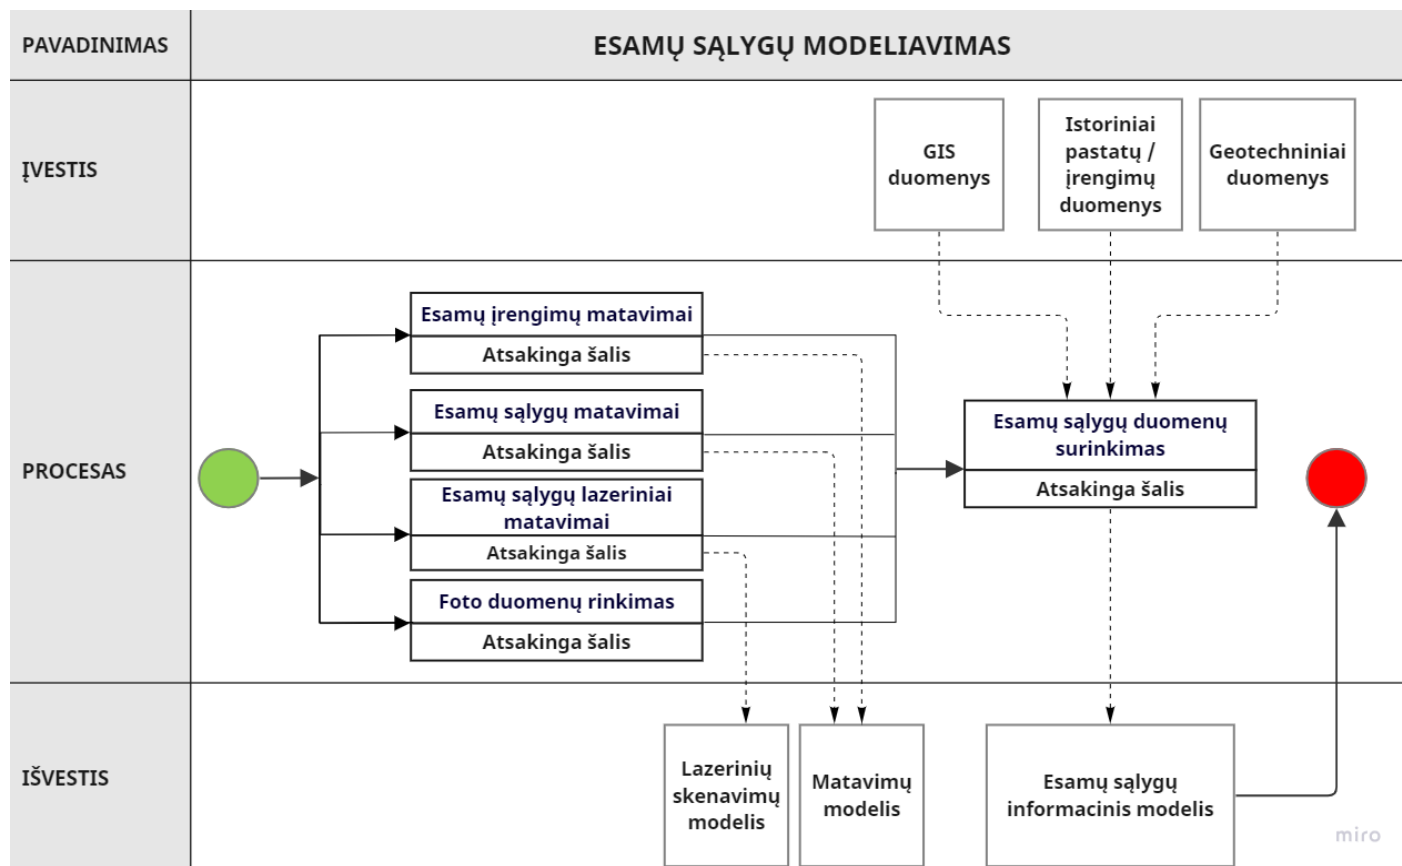 PAVADINIMAS
ESAMŲ SĄLYGŲ MODELIAVIMAS
ĮVESTIS
GIS
duomenys
Istoriniai
pastatų /
įrengimų
duomenys
Geotechniniai
duomenys
PROCESAS
Esamų įrengimų matavimai
Atsakinga šalis
Esamų sąlygų matavimai
Atsakinga šalis
Esamų sąlygų lazeriniai
matavimai
Atsakinga šalis
Foto duomenų rinkimas
Atsakinga šalis
Esamų sąlygų duomenų
surinkimas
Atsakinga šalis
IŠVESTIS
Lazerinių
skenavimų
modelis
Matavimų
modelis
Esamų sąlygų
informacinis modelis
miro